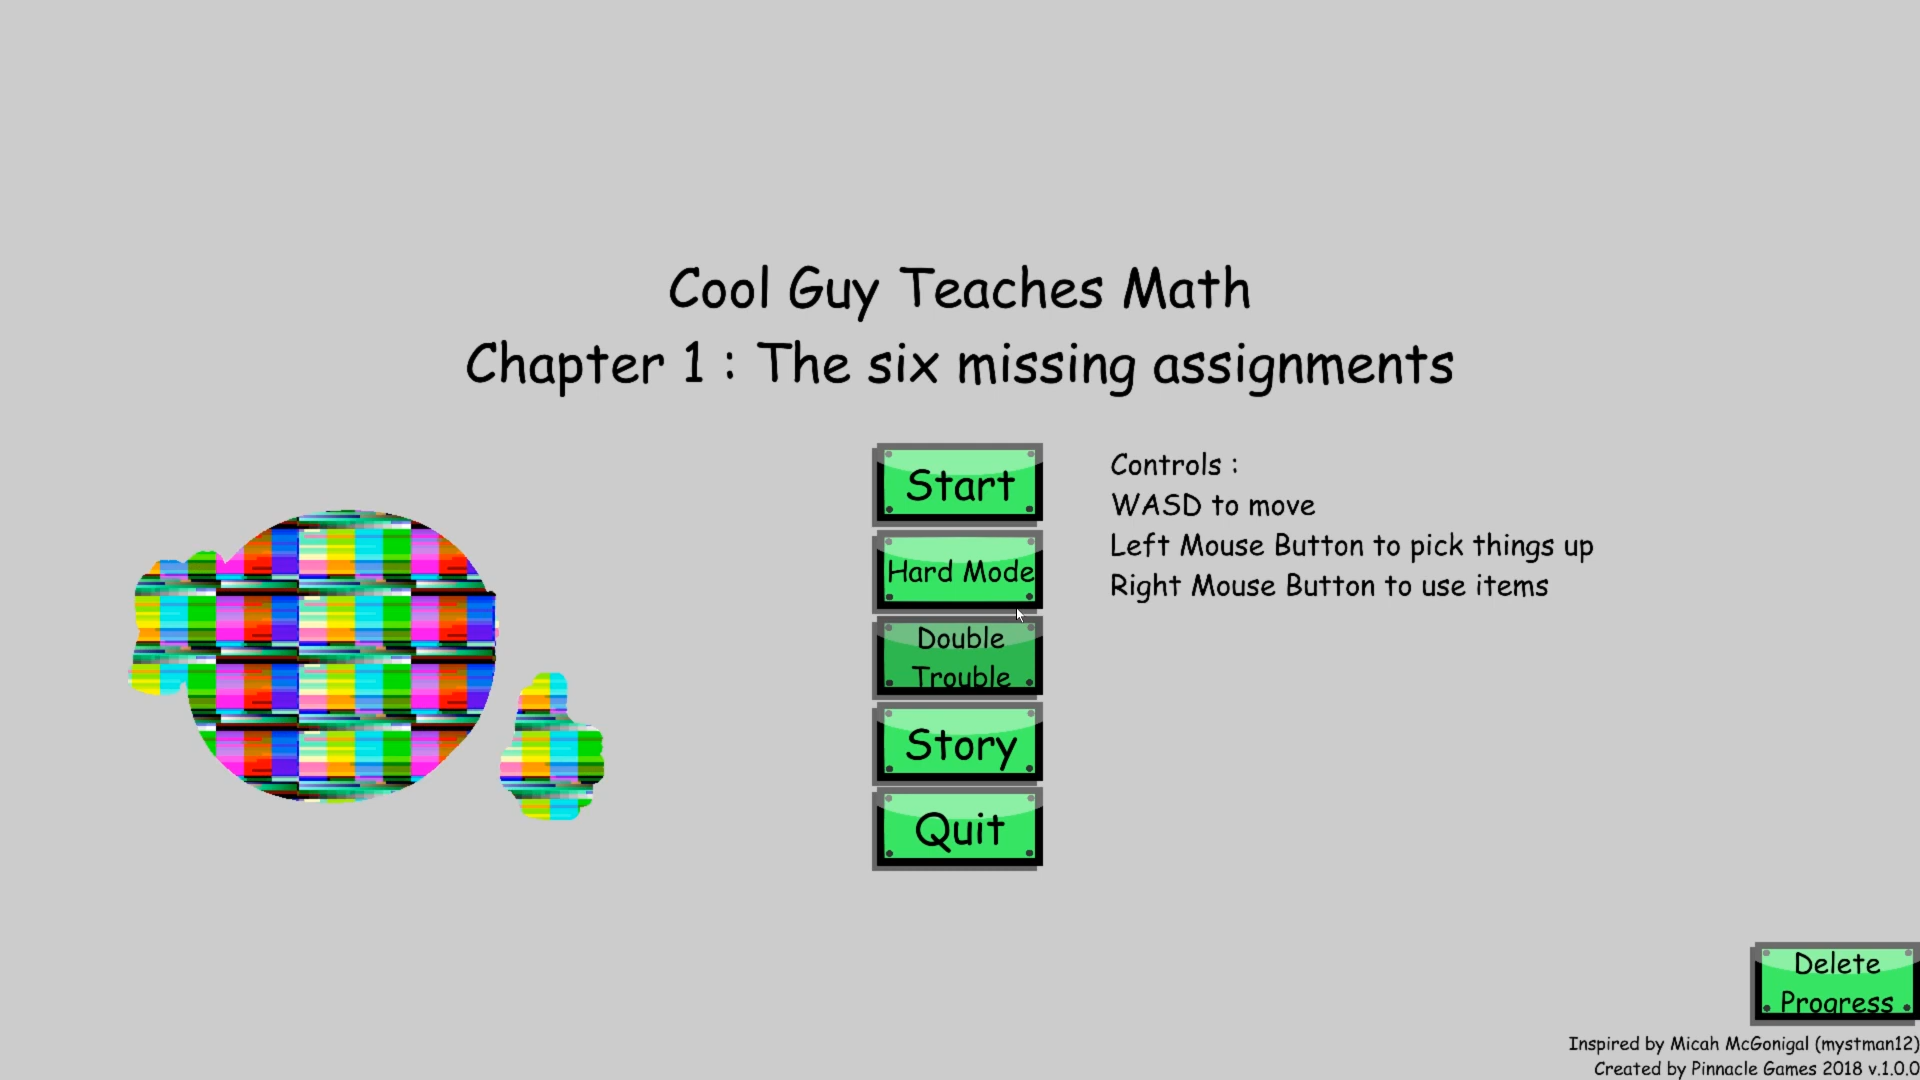 Cool Guy Teaches Math
Chapter 1 : The six missing assignments
Start
Hard Mode
Double
Trouble
Story
Quit
Controls :
WASD to move
Left Mouse Button to pick things up
Right Mouse Button to use items
Delete
Progress
Inspired by Micah McGonigal (mystman12)
Created by Pinnacle Games 2018 v.1.0.0